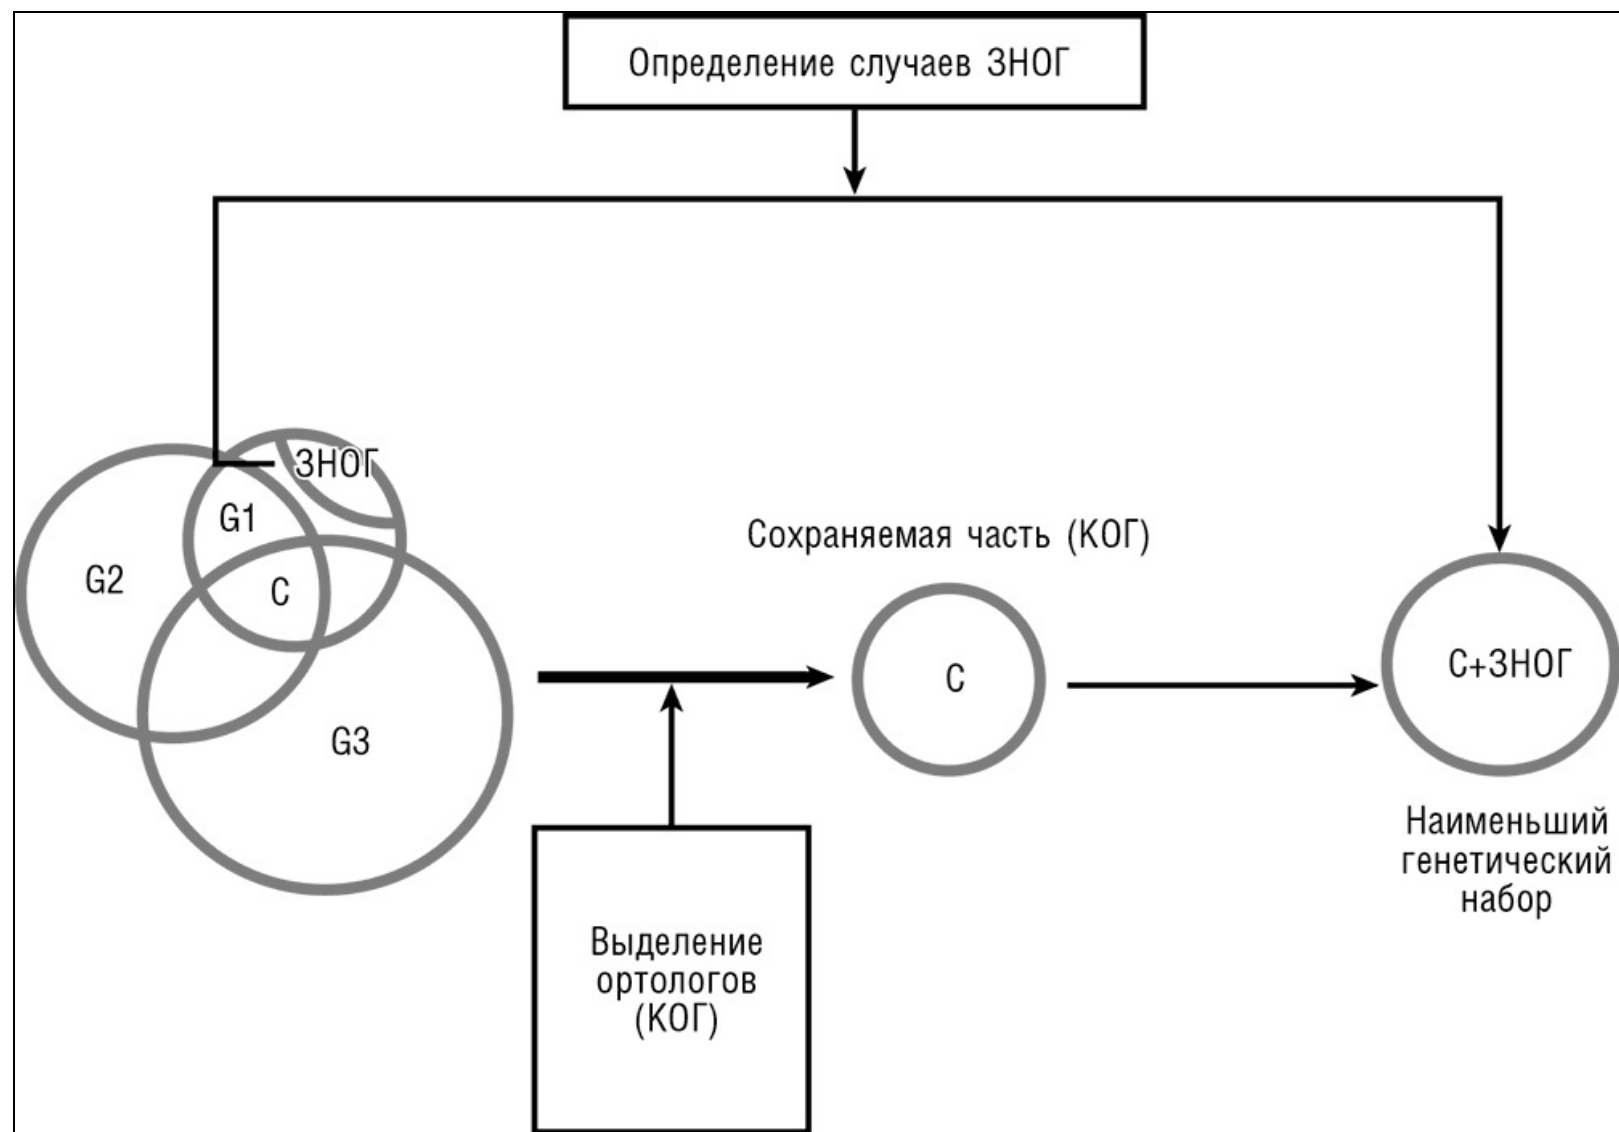 Определение случаев ЗНОГ
ЗНОГ
G1
G2
C
G3
Сохраняемая часть (КОГ)
C
C+ЗНОГ
Наименьший
генетический
набор
Выделение
ортологов
(КОГ)